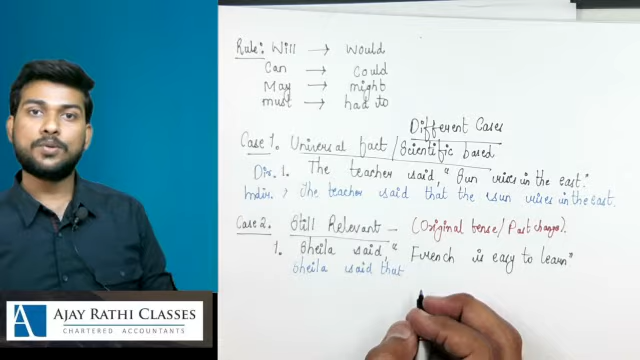 Rule: Will → would
Can → could
May → might
must → had to
Different Cases
Case 1. Universal Fact / Scientific based
Dir. 1. The teacher said, "Sun rises in the east."
Indir. > The teacher said that the sun rises in the east.
Case 2. Still Relevant - (Original tense / Past changes).
1. Sheila said, "French is easy to learn"
Sheila said that
AJAY RATHI CLASSES
CHARTERED ACCOUNTANTS